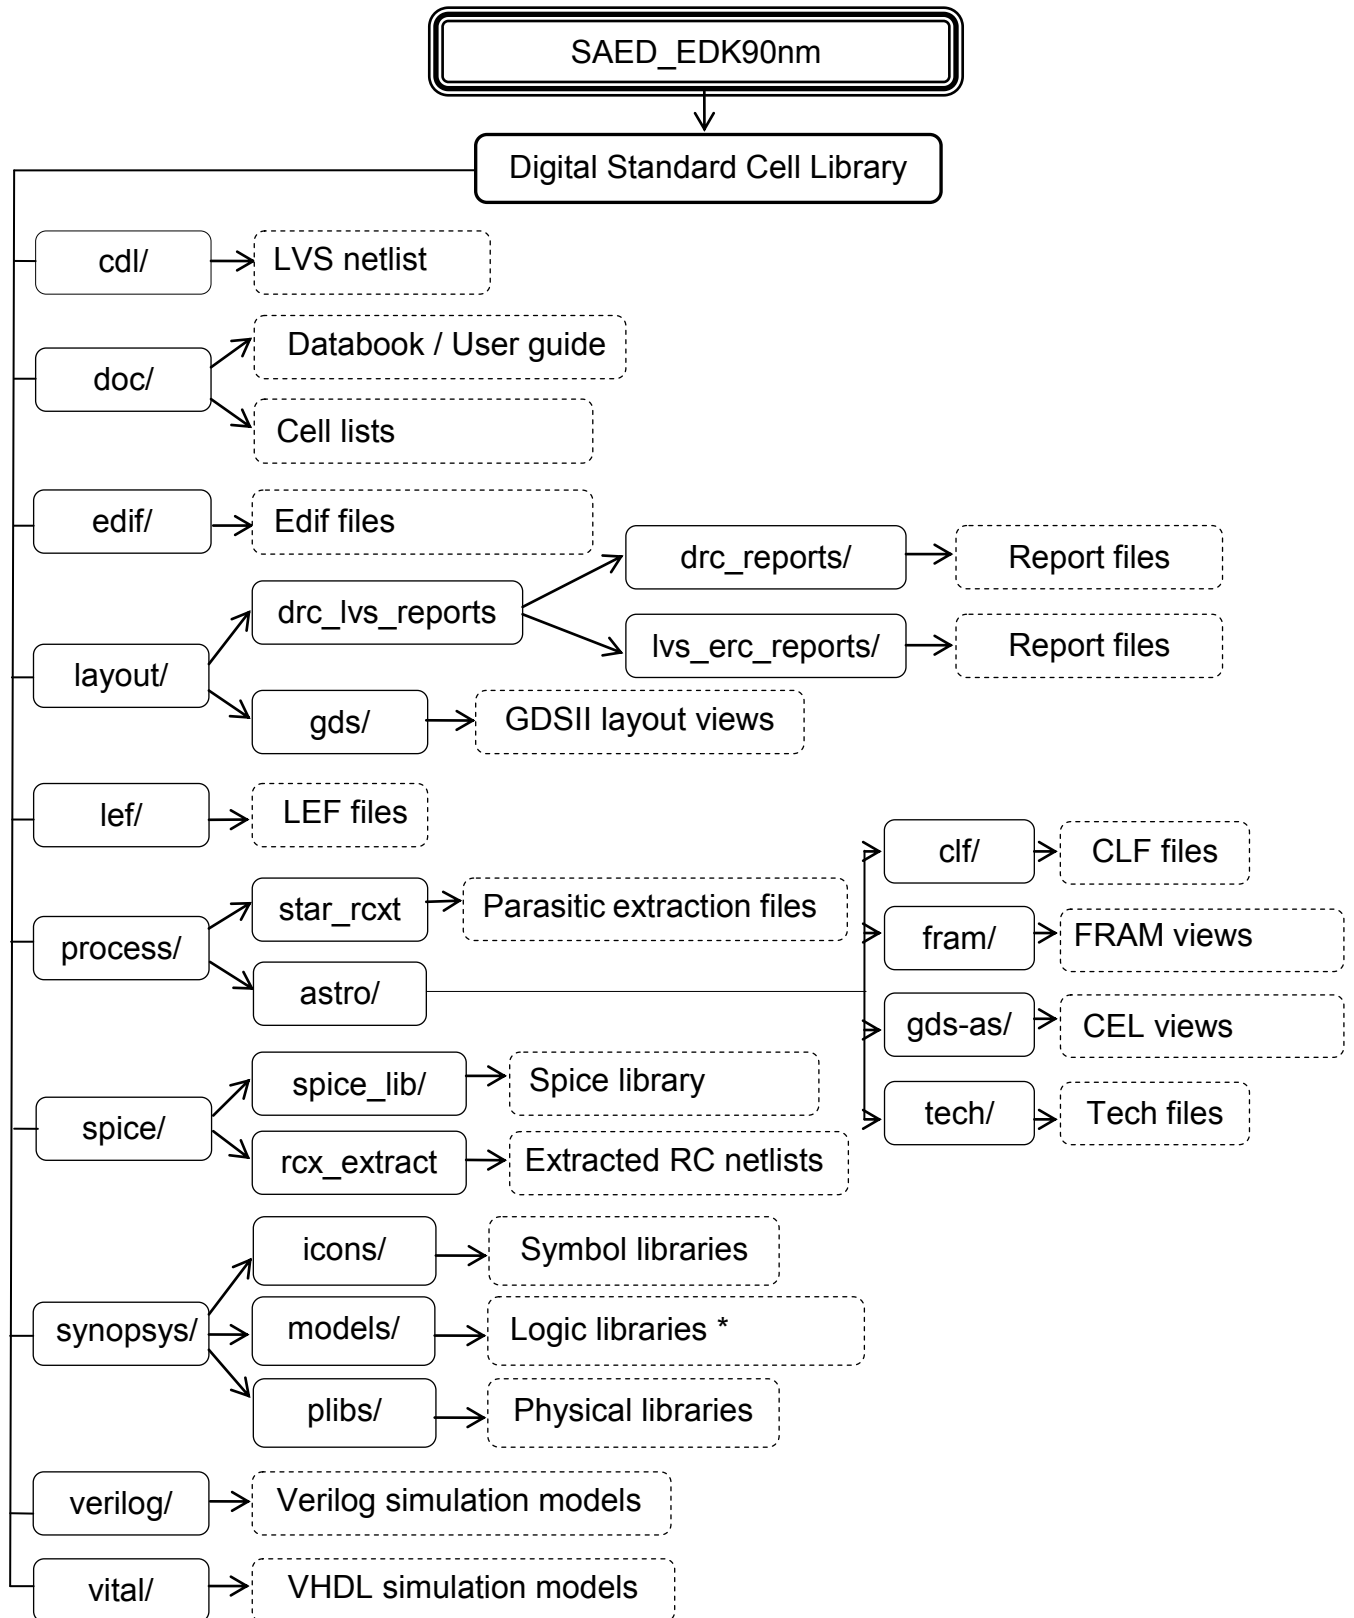 SAED_EDK90nm
Digital Standard Cell Library
cdl/
LVS netlist
doc/
Databook / User guide
Cell lists
edif/
Edif files
layout/
drc_lvs_reports
drc_reports/
Report files
lvs_erc_reports/
Report files
gds/
GDSII layout views
lef/
LEF files
process/
star_rcxt
Parasitic extraction files
astro/
clf/
CLF files
fram/
FRAM views
gds-as/
CEL views
tech/
Tech files
spice/
spice_lib/
Spice library
rcx_extract
Extracted RC netlists
synopsys/
icons/
Symbol libraries
models/
Logic libraries *
plibs/
Physical libraries
verilog/
Verilog simulation models
vital/
VHDL simulation models